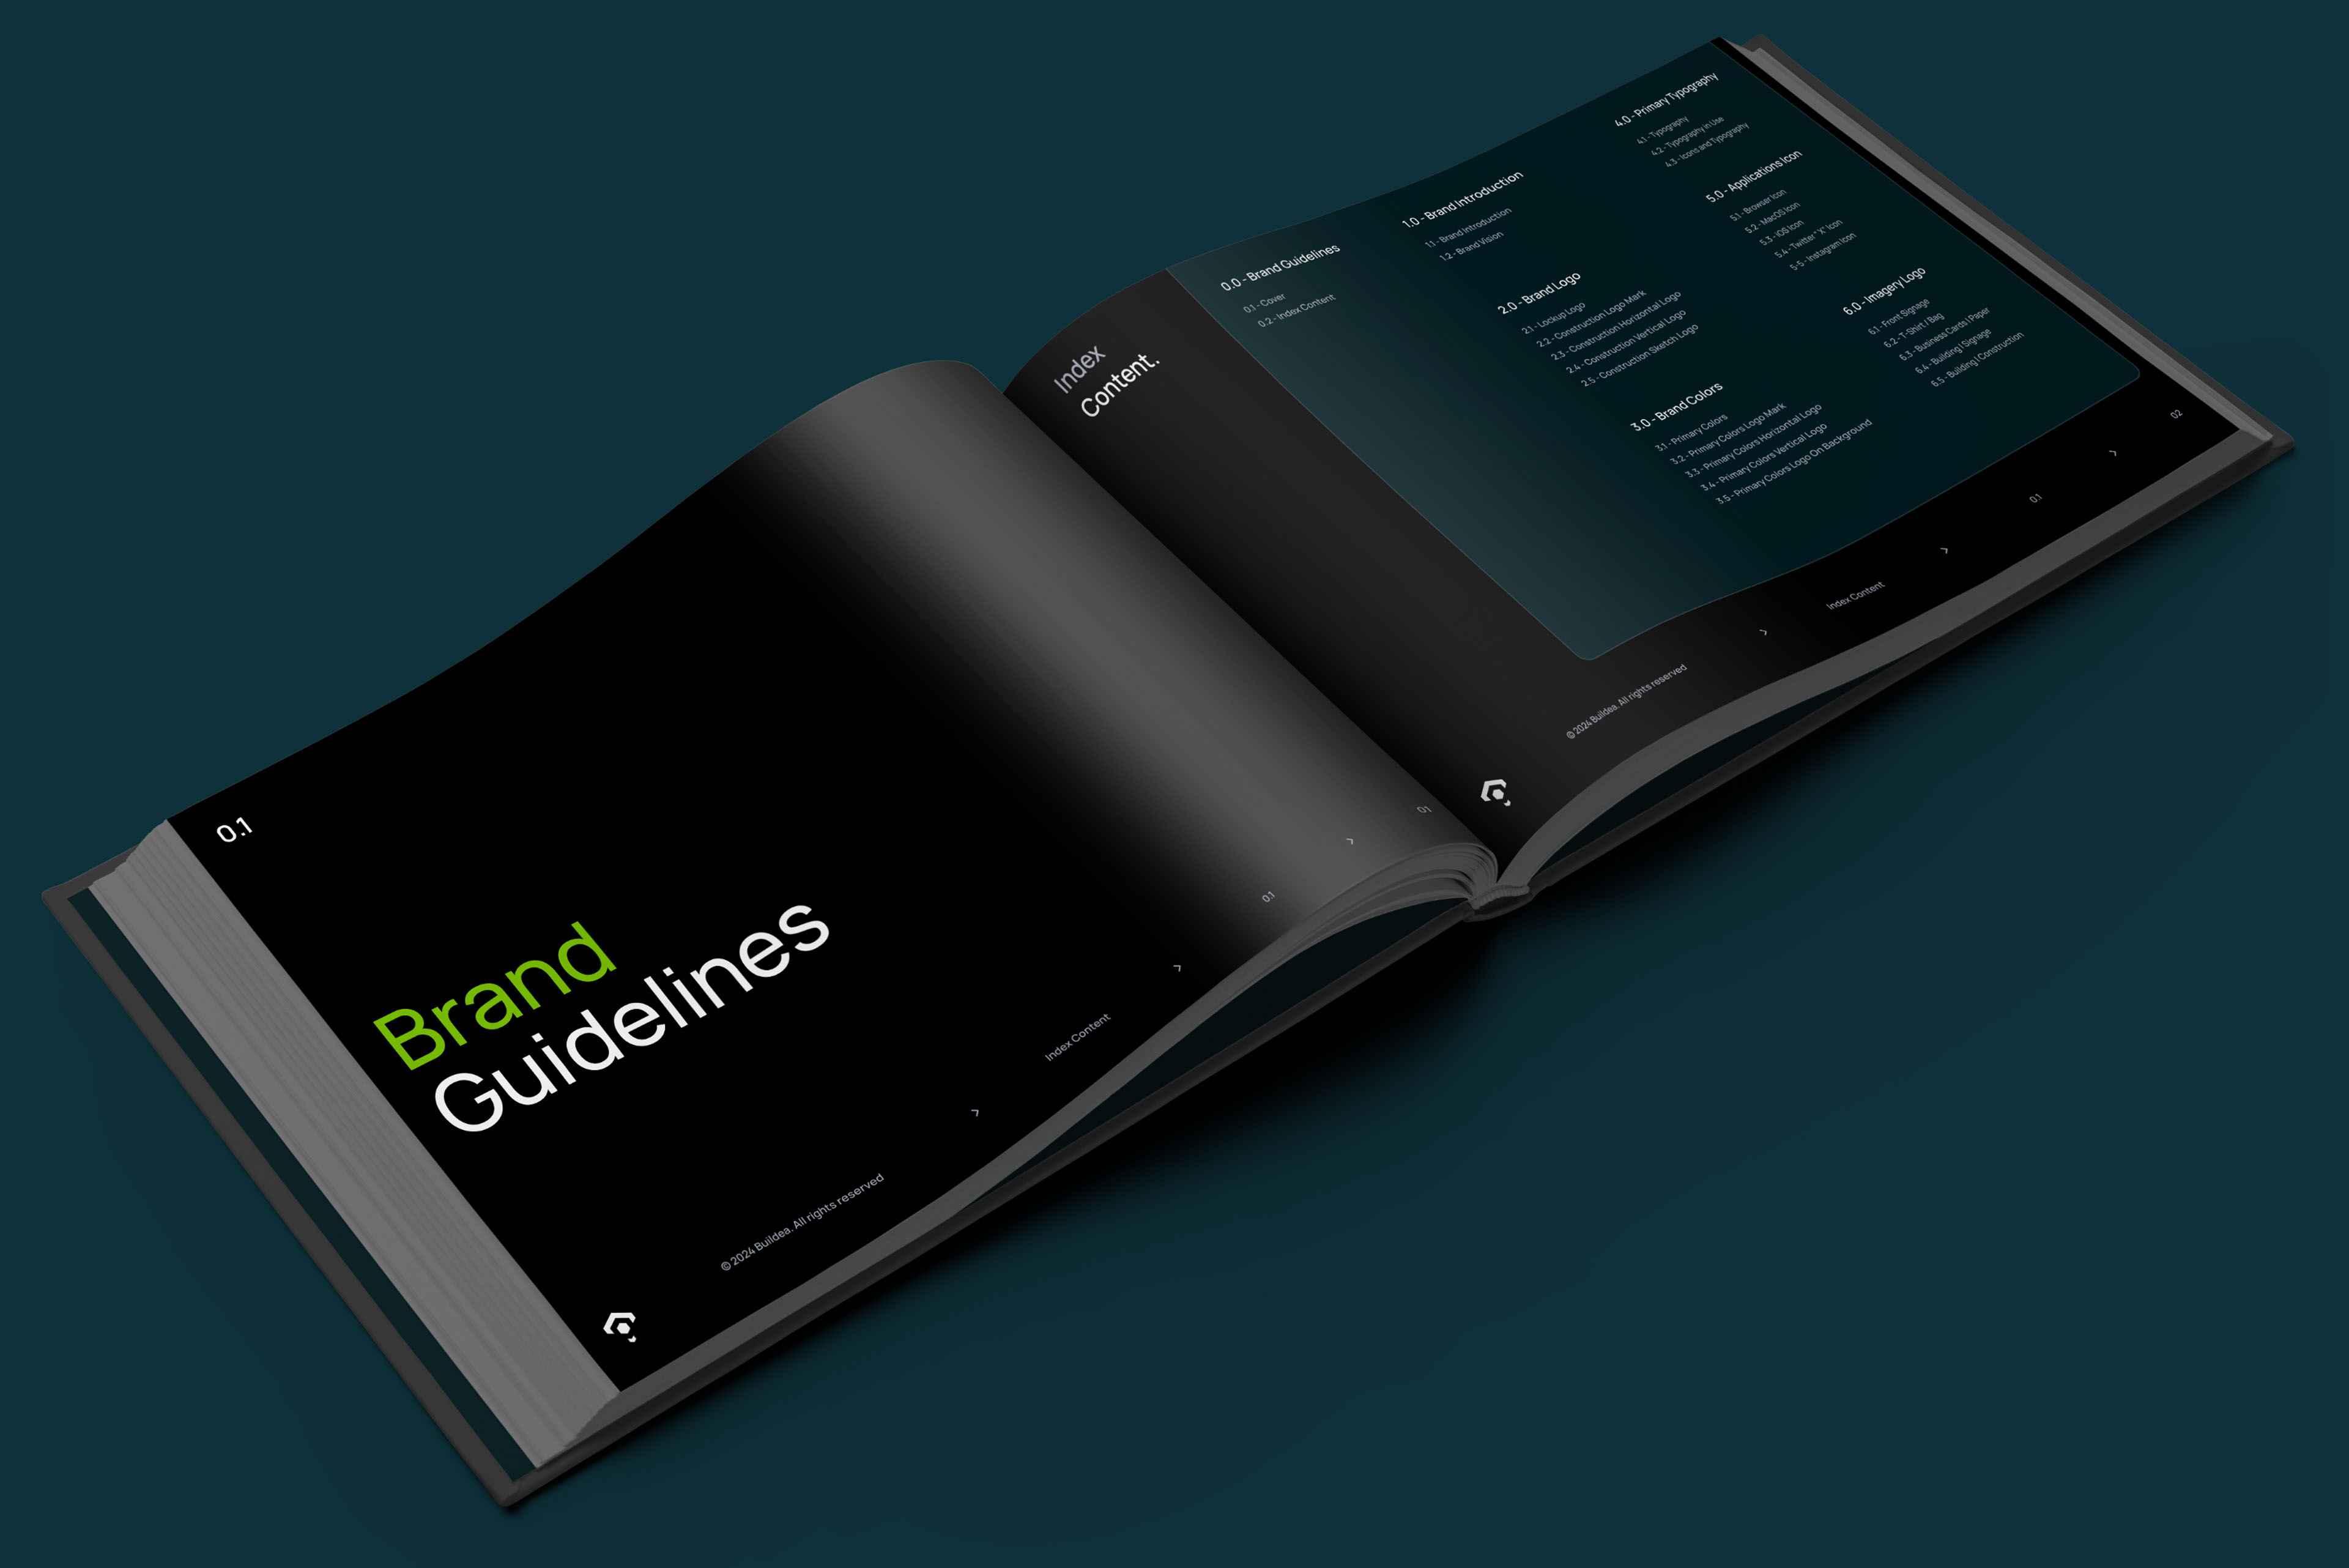 0.1
Brand
Guidelines
© 2024 Buildea. All rights reserved
>
Index Content
>
0.1
>
01
Index
Content.
0.0 - Brand Guidelines
0.1 - Cover
0.2 - Index Content
1.0 - Brand Introduction
1.1 - Brand Introduction
1.2 - Brand Vision
2.0 - Brand Logo
2.1 - Lockup Logo
2.2 - Construction Logo Mark
2.3 - Construction Horizontal Logo
2.4 - Construction Vertical Logo
2.5 - Construction Sketch Logo
3.0 - Brand Colors
3.1 - Primary Colors
3.2 - Primary Colors Logo Mark
3.3 - Primary Colors Horizontal Logo
3.4 - Primary Colors Vertical Logo
3.5 - Primary Colors Logo On Background
4.0 - Primary Typography
4.1 - Typography
4.2 - Typography in Use
4.3 - Icons and Typography
5.0 - Applications Icon
5.1 - Browser Icon
5.2 - MacOS Icon
5.3 - iOS Icon
5.4 - Twitter "X" Icon
5-5 - Instagram Icon
6.0 - Imagery Logo
6.1 - Front Signage
6.2 - T-Shirt | Bag
6.3 - Business Cards | Paper
6.4 - Building | Signage
6.5 - Building | Construction
© 2024 Buildea. All rights reserved
>
Index Content
>
0.1
>
02